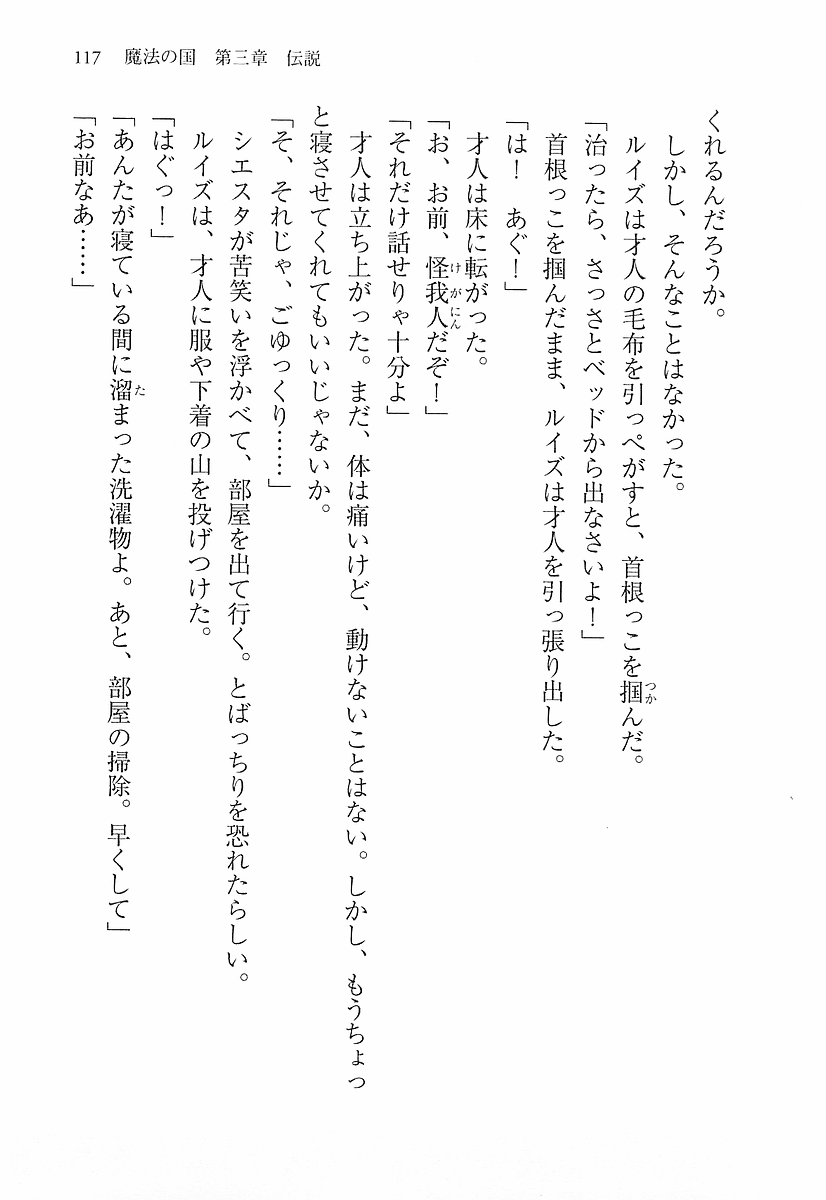 117　魔法の国　第三章　伝説
くれるんだろうか。
　しかし、そんなことはなかった。
　ルイズは才人の毛布を引っぺがすと、首根っこを掴んだ。
「治ったら、さっさとベッドから出なさいよ！」
　首根っこを掴んだまま、ルイズは才人を引っ張り出した。
「は！　あぐ！」
　才人は床に転がった。
「お、お前、怪我人だぞ！」
「それだけ話せりゃ十分よ」
　才人は立ち上がった。まだ、体は痛いけど、動けないことはない。しかし、もうちょっ
と寝させてくれてもいいじゃないか。
「そ、それじゃ、ごゆっくり……」
　シエスタが苦笑いを浮かべて、部屋を出て行く。とばっちりを恐れたらしい。
　ルイズは、才人に服や下着の山を投げつけた。
「はぐっ！」
「あんたが寝ている間に溜まった洗濯物よ。あと、部屋の掃除。早くして」
「お前なあ……」